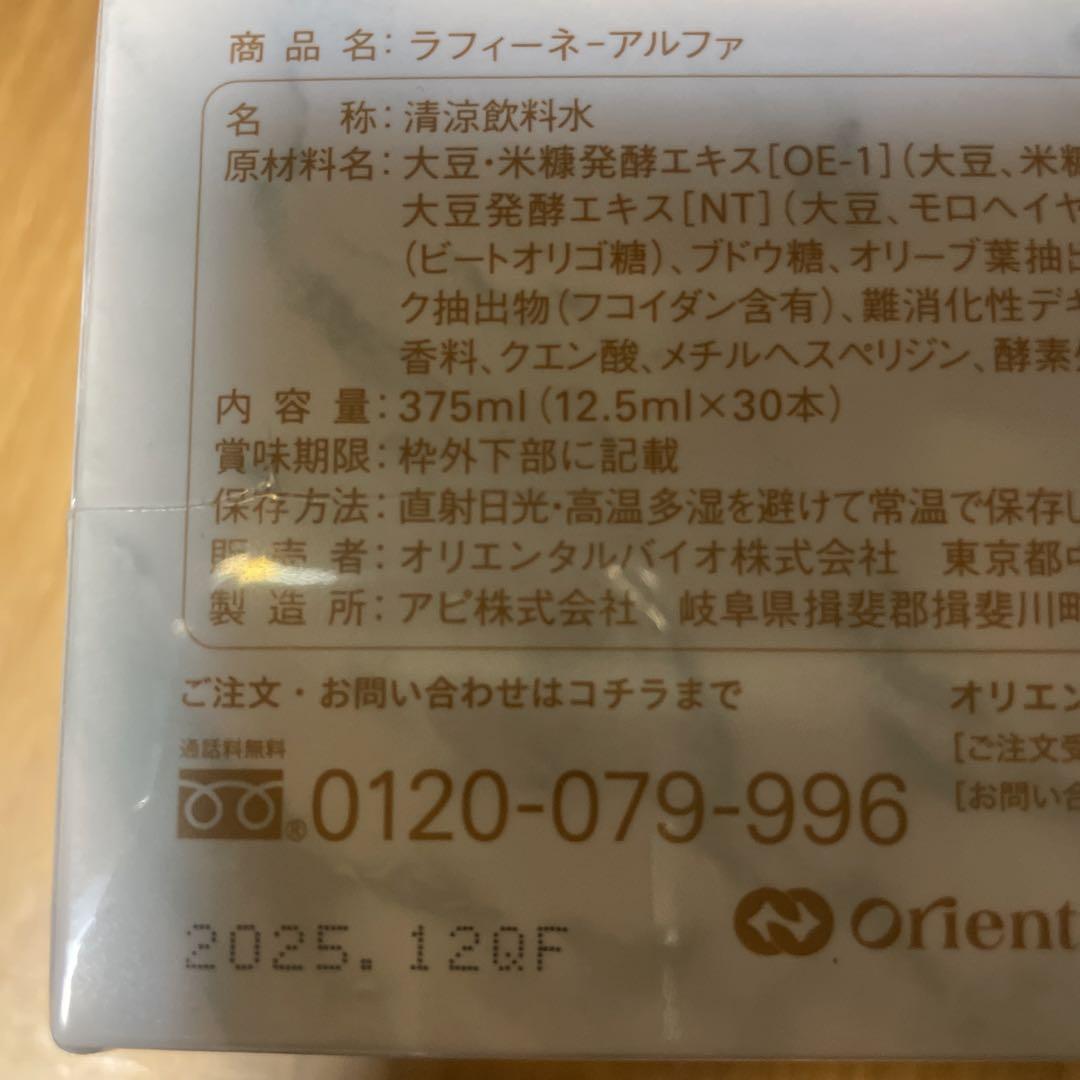 商品名：ラフィーネ-アルファ
名称：清涼飲料水
原材料名：大豆・米糠発酵エキス[OE-1]（大豆、米糠
大豆発酵エキス[NT]（大豆、モロヘイヤ
（ビートオリゴ糖）、ブドウ糖、オリーブ葉抽出
ク抽出物（フコイダン含有）、難消化性デキ
香料、クエン酸、メチルヘスペリジン、酵素
内容量：375ml（12.5ml×30本）
賞味期限：枠外下部に記載
保存方法：直射日光・高温多湿を避けて常温で保存し
販売者：オリエンタルバイオ株式会社 東京都中
製造所：アピ株式会社 岐阜県揖斐郡揖斐川町
ご注文・お問い合わせはコチラまで
オリエン
[ご注文受
[お問い合
通話料無料
®0120-079-996
Orient
2025.12QF